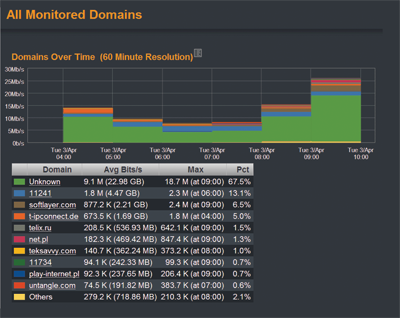 All Monitored Domains
Domains Over Time (60 Minute Resolution)
30Mb/s
25Mb/s
20Mb/s
15Mb/s
10Mb/s
5Mb/s
0b/s
Tue 3/Apr 04:00 Tue 3/Apr 05:00 Tue 3/Apr 06:00 Tue 3/Apr 07:00 Tue 3/Apr 08:00 Tue 3/Apr 09:00 Tue 3/Apr 10:00
Domain Avg Bits/s Max Pct
Unknown 9.1 M (22.98 GB) 18.7 M (at 09:00) 67.5%
11241 1.8 M (4.47 GB) 2.3 M (at 06:00) 13.1%
softlayer.com 877.2 K (2.21 GB) 2.4 M (at 09:00) 6.5%
t-ipconnect.de 673.5 K (1.69 GB) 1.8 M (at 04:00) 5.0%
telix.ru 208.5 K (536.93 MB) 642.1 K (at 09:00) 1.5%
net.pl 182.3 K (469.42 MB) 847.4 K (at 09:00) 1.3%
teksavvy.com 140.7 K (362.24 MB) 373.2 K (at 08:00) 1.0%
11734 94.1 K (242.33 MB) 99.3 K (at 09:00) 0.7%
play-internet.pl 92.3 K (237.65 MB) 206.4 K (at 09:00) 0.7%
untangle.com 74.5 K (191.82 MB) 383.7 K (at 07:00) 0.6%
Others 279.2 K (718.86 MB) 210.3 K (at 08:00) 2.1%